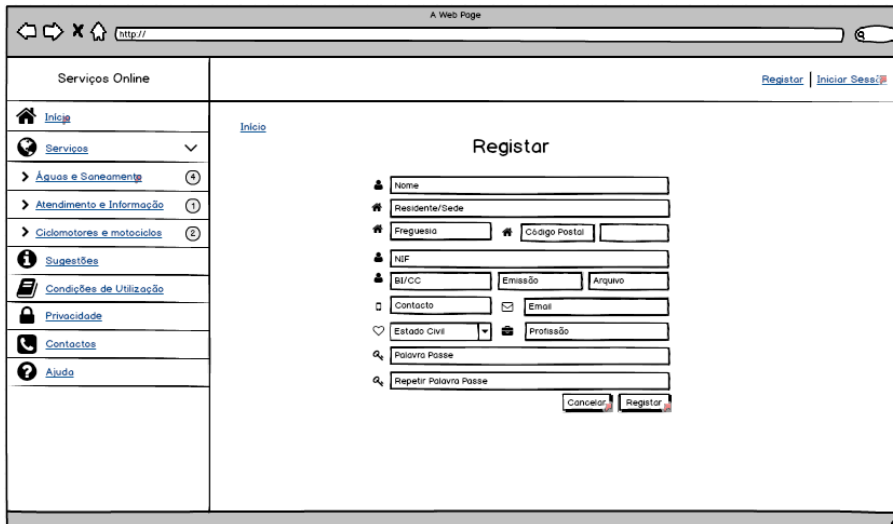 A Web Page
http://
Serviços Online
Registar | Iniciar Sessão
Início
Serviços
Águas e Saneamento 4
Atendimento e Informação 1
Ciclomotores e motociclos 2
Sugestões
Condições de Utilização
Privacidade
Contactos
Ajuda
Início
Registar
Nome
Residente/Sede
Freguesia Código Postal
NIF
BI/CC Emissão Arquivo
Contacto Email
Estado Civil Profissão
Palavra Passe
Repetir Palavra Passe
Cancelar Registar